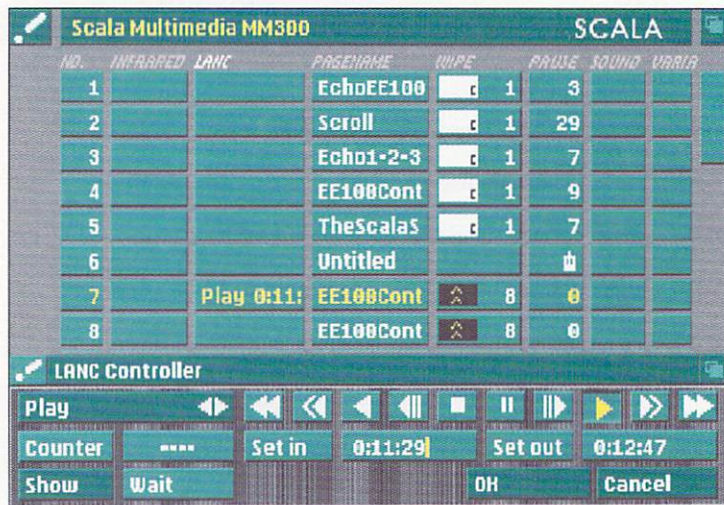 Scala Multimedia MM300 SCALA
NO. INFRARED LANC PAGENAME WIPE PAUSE SOUND VARIA
1 EchoEE100 1 3
2 Scroll 1 29
3 Echo1-2-3 1 7
4 EE100Cont 1 9
5 TheScalaS 1 7
6 Untitled
7 Play 0:11: EE100Cont 8 0
8 EE100Cont 8 0
LANC Controller
Play
Counter ---- Set in 0:11:29 Set out 0:12:47
Show Wait OK Cancel